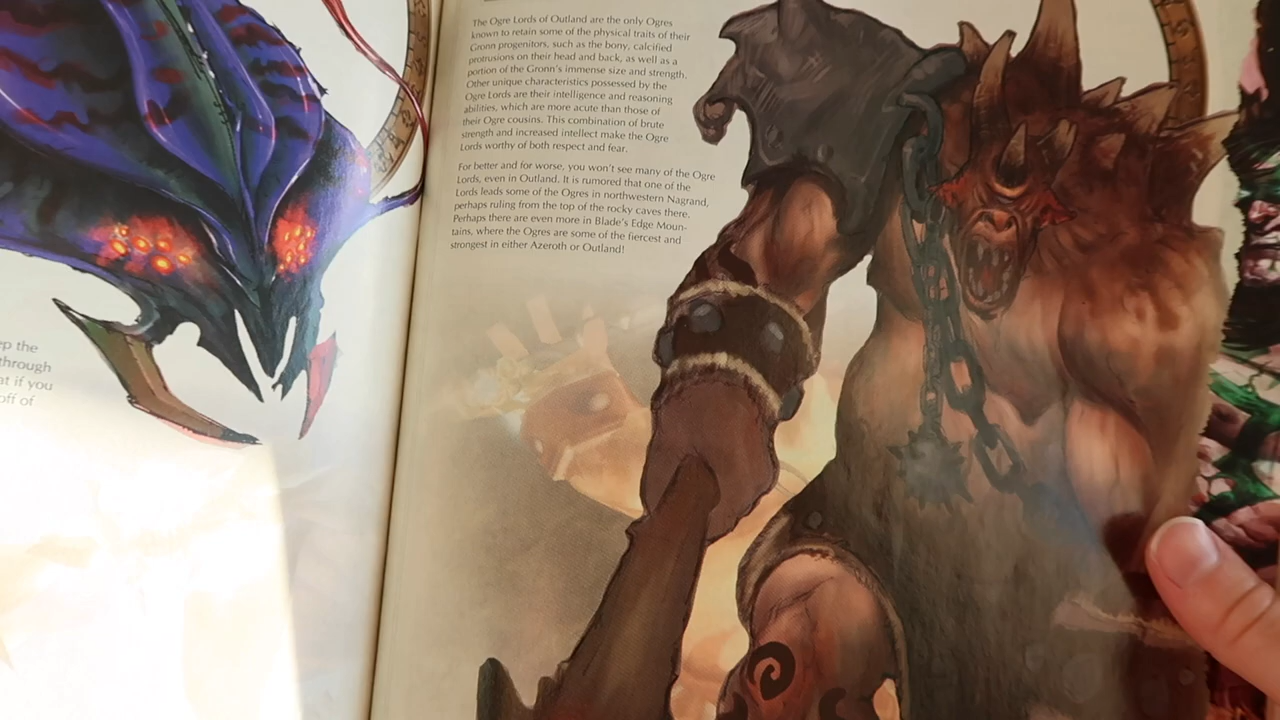 ep the
through
at if you
off of
The Ogre Lords of Outland are the only Ogres
known to retain some of the physical traits of their
Gronn progenitors, such as the bony, calcified
protrusions on their head and back, as well as a
portion of the Gronn's immense size and strength.
Other unique characteristics possessed by the
Ogre Lords are their intelligence and reasoning
abilities, which are more acute than those of
their Ogre cousins. This combination of brute
strength and increased intellect make the Ogre
Lords worthy of both respect and fear.
For better and for worse, you won't see many of the Ogre
Lords, even in Outland. It is rumored that one of the
Lords leads some of the Ogres in northwestern Nagrand,
perhaps ruling from the top of the rocky caves there.
Perhaps there are even more in Blade's Edge Moun-
tains, where the Ogres are some of the fiercest and
strongest in either Azeroth or Outland!